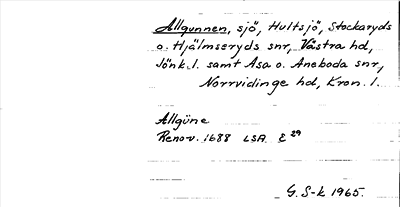 Allgunnen, sjö, Hultsjö, Stockaryds
o. Hjälmseryds snr, Västra hd,
Jönk. l. samt Asa o. Aneboda snr,
Norrvidinge hd, Kron. l.
Allgüne
Renov. 1688 LSA E 29
G. S-k 1965.